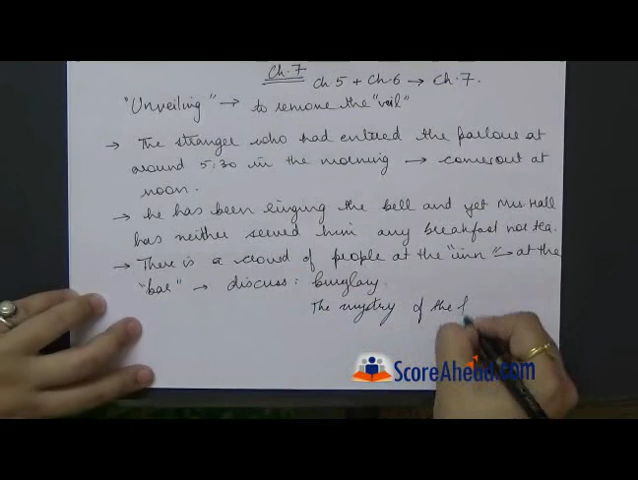 Ch.7
Ch 5 + Ch.6 → Ch.7.
"Unveiling" → to remove the "veil"
→ The stranger who had entered the parlour at
around 5:30 in the morning → comes out at
noon.
→ he has been ringing the bell and yet Mrs. Hall
has neither served him any breakfast nor tea.
→ There is a crowd of people at the "inn" → at the
"bar" → discuss: burglary.
The mystery of the f
ScoreAhead.com